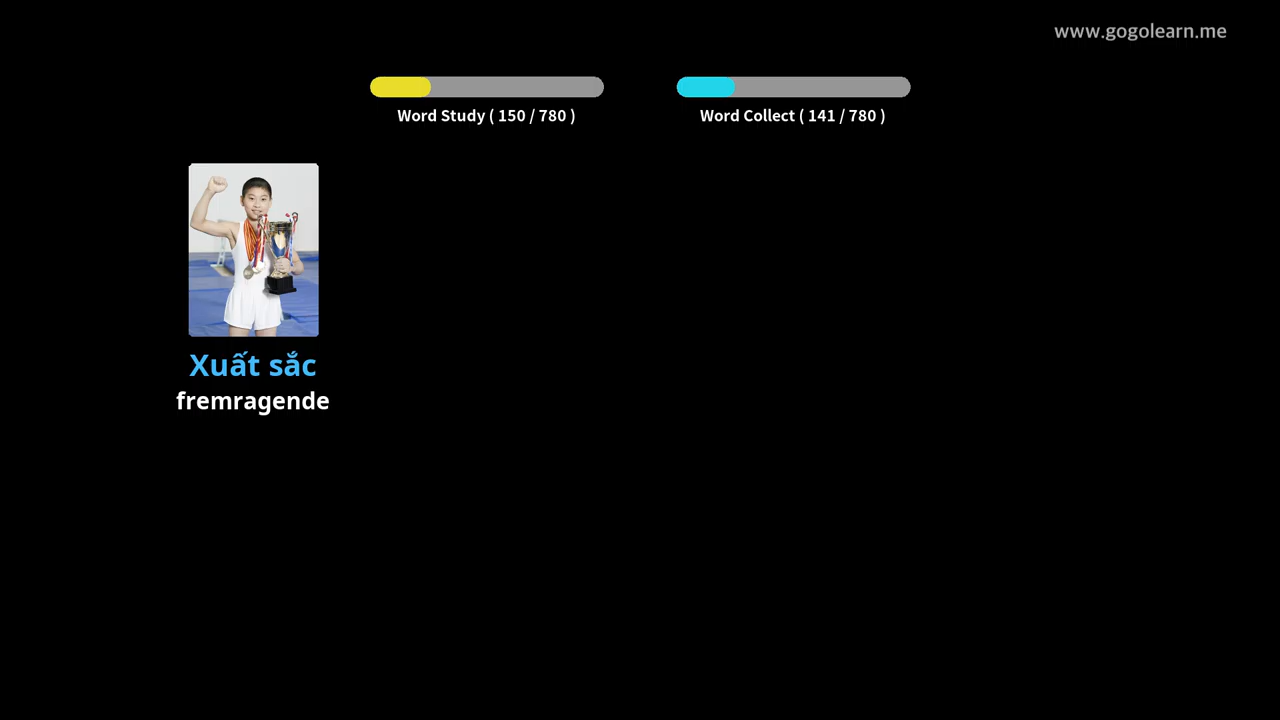 www.gogolearn.me
Word Study ( 150 / 780 )
Word Collect ( 141 / 780 )
Xuất sắc
fremragende